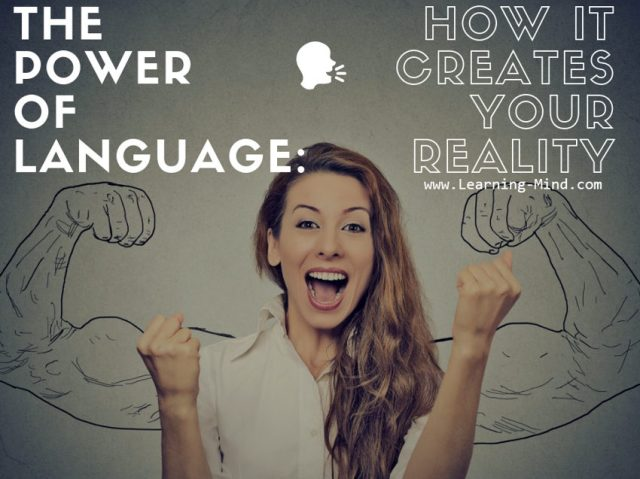 THE
POWER
OF
LANGUAGE:
HOW IT
CREATES
YOUR
REALITY
www.Learning-Mind.com